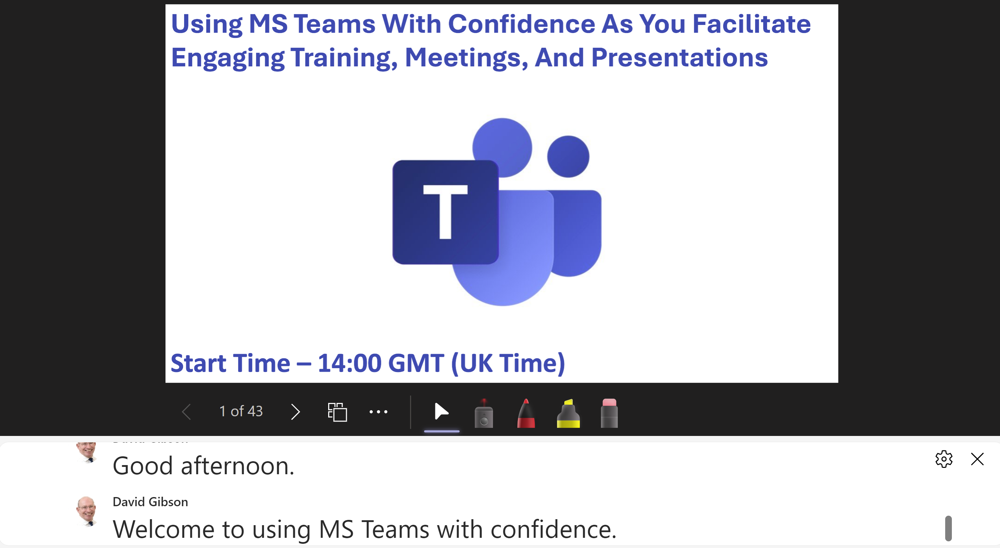 Using MS Teams With Confidence As You Facilitate
Engaging Training, Meetings, And Presentations
T
Start Time – 14:00 GMT (UK Time)
1 of 43
Good afternoon.
David Gibson
Welcome to using MS Teams with confidence.